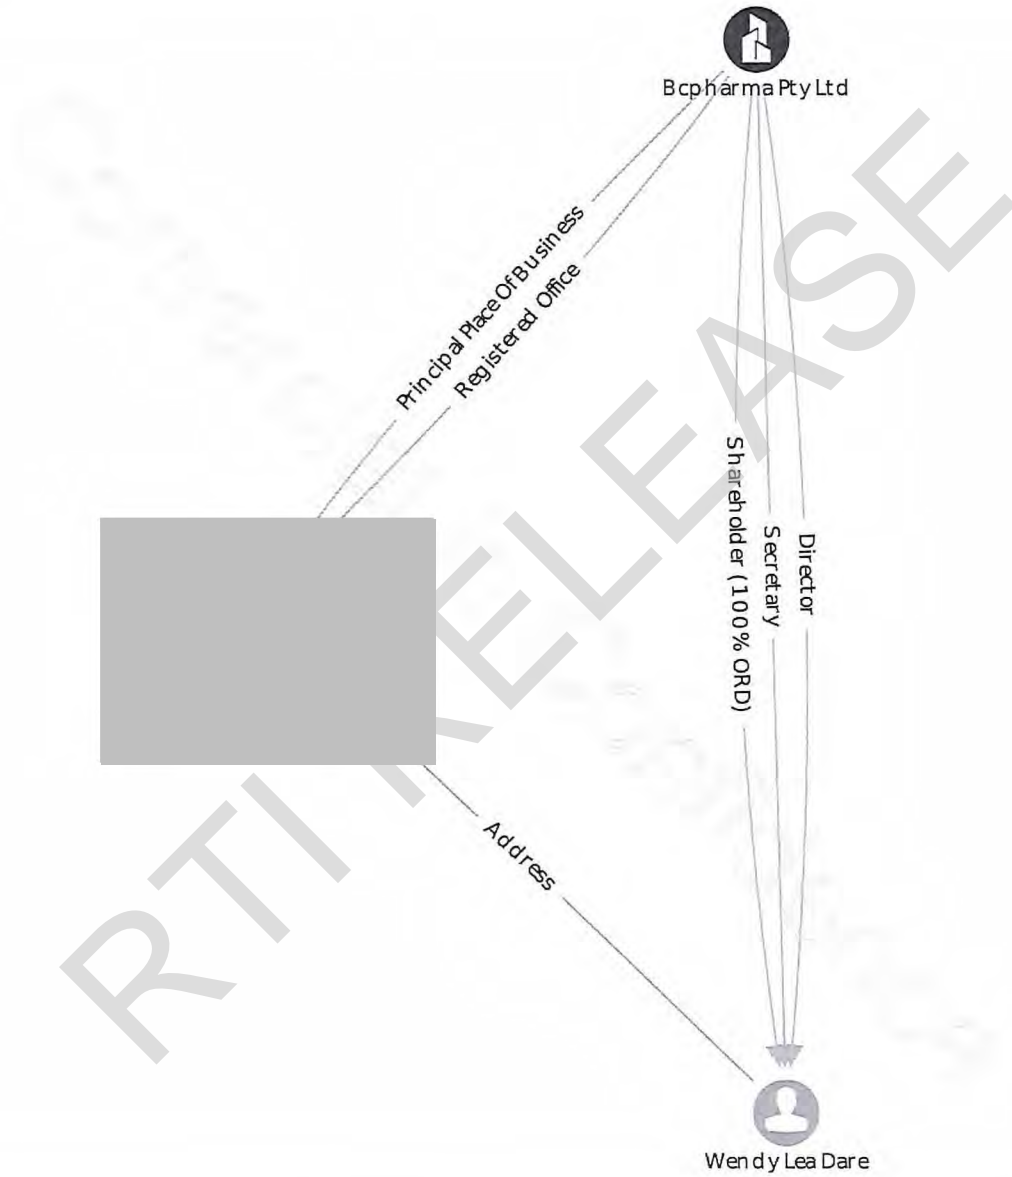 Bcpharma Pty Ltd
Principal Place Of Business
Registered Office
Shareholder (100% ORD)
Secretary
Director
Address
Wendy Lea Dare
RTI RELEASE